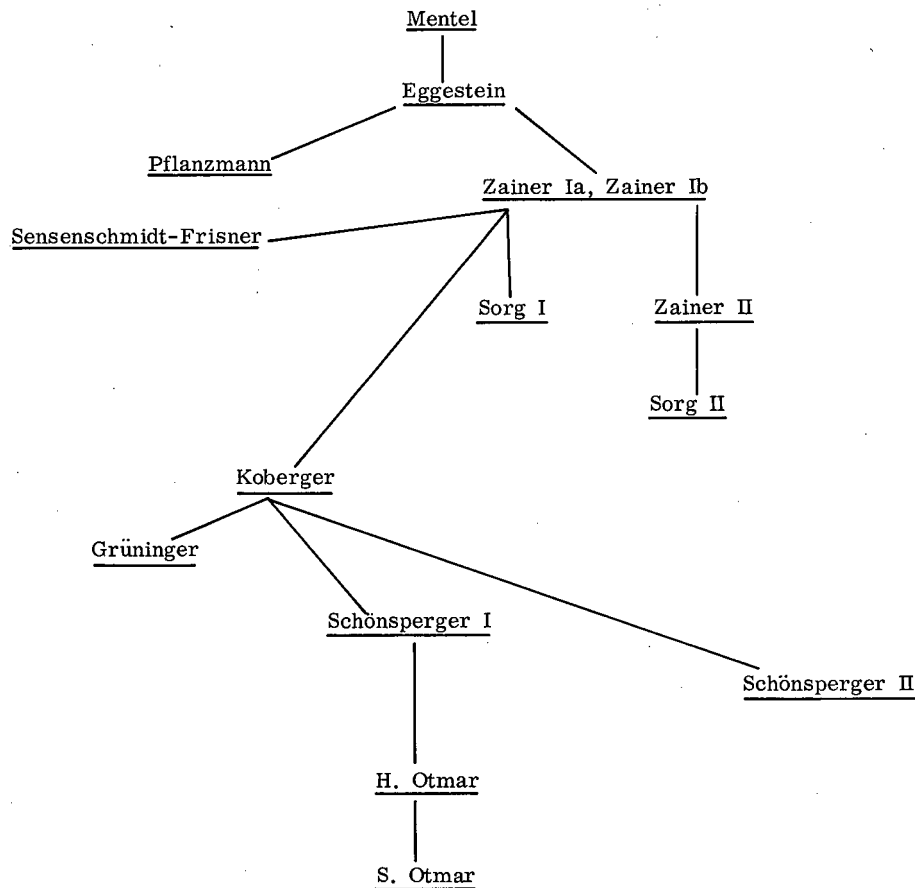 Mentel
Eggestein
Pflanzmann
Zainer Ia, Zainer Ib
Sensenschmidt-Frisner
Sorg I
Zainer II
Sorg II
Koberger
Grüninger
Schönsperger I
Schönsperger II
H. Otmar
S. Otmar